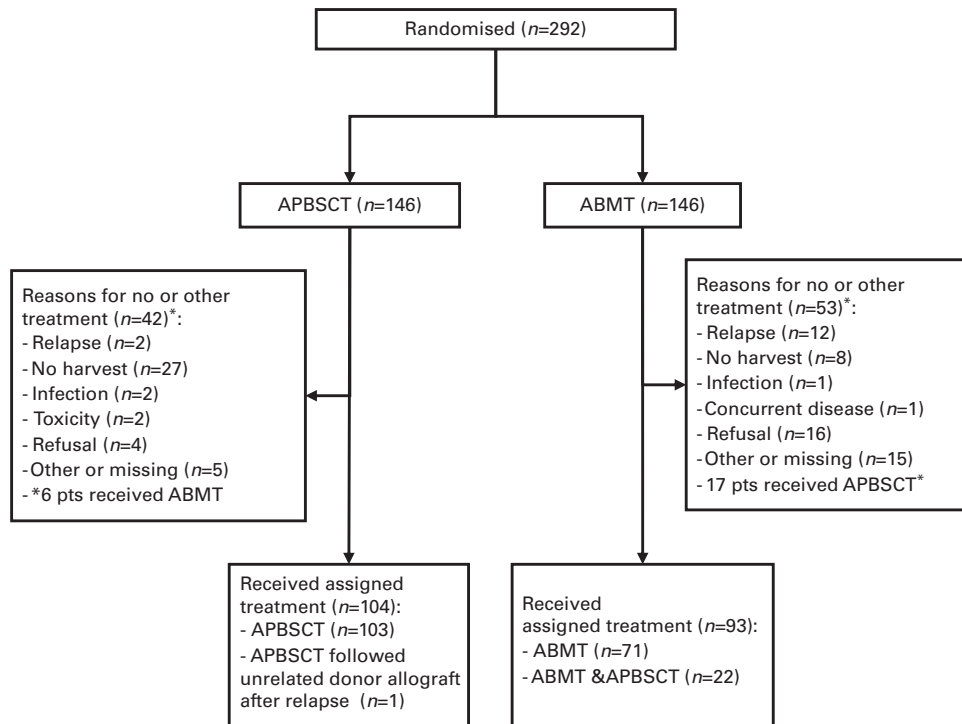 Randomised (n=292)
APBSCT (n=146)
ABMT (n=146)
Reasons for no or other
treatment (n=42)*:
- Relapse (n=2)
- No harvest (n=27)
- Infection (n=2)
- Toxicity (n=2)
- Refusal (n=4)
- Other or missing (n=5)
- *6 pts received ABMT
Reasons for no or other
treatment (n=53)*:
- Relapse (n=12)
- No harvest (n=8)
- Infection (n=1)
- Concurrent disease (n=1)
- Refusal (n=16)
- Other or missing (n=15)
- 17 pts received APBSCT*
Received assigned
treatment (n=104):
- APBSCT (n=103)
- APBSCT followed
unrelated donor allograft
after relapse (n=1)
Received
assigned treatment (n=93):
- ABMT (n=71)
- ABMT &APBSCT (n=22)